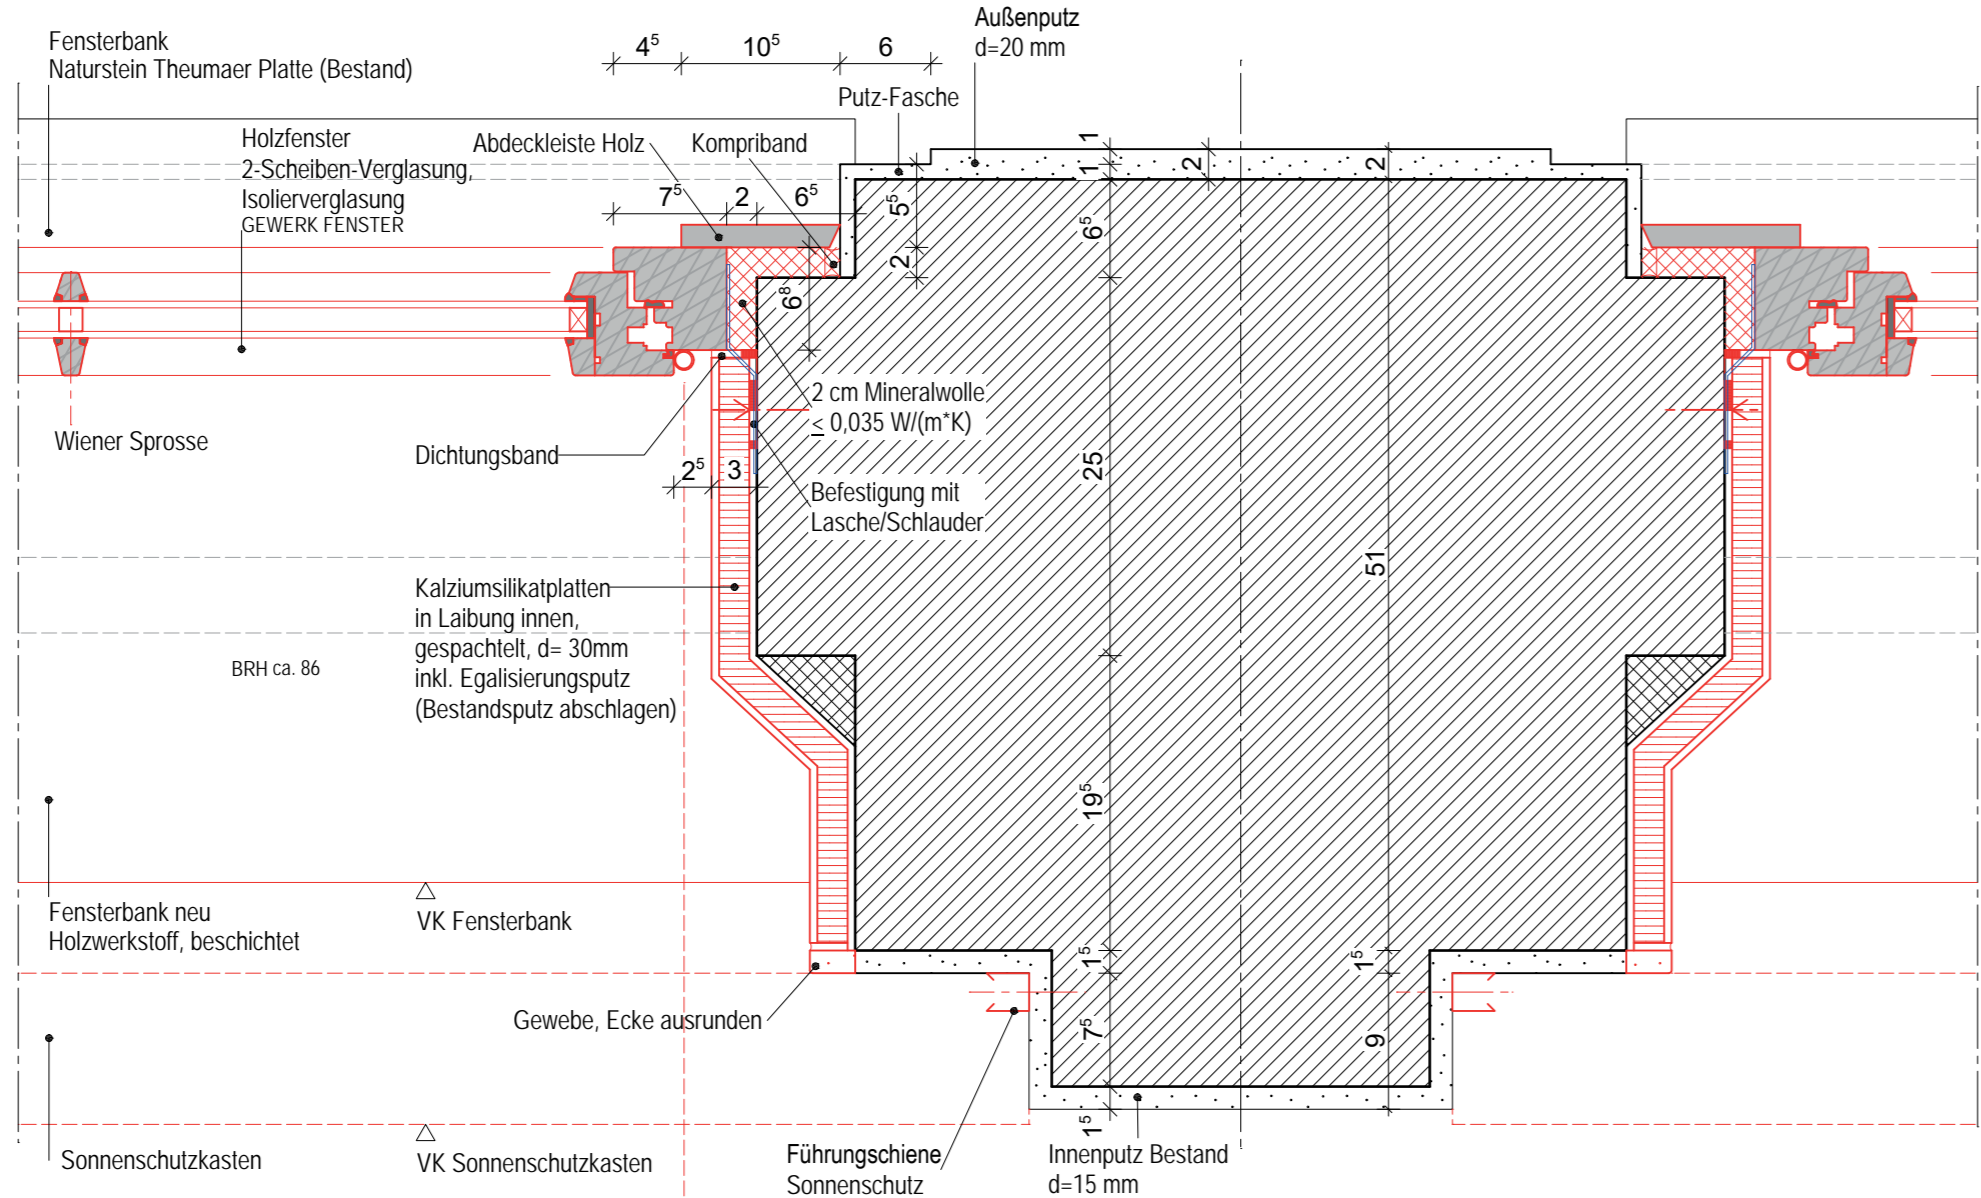 Außenputz
d=20 mm
Fensterbank
Naturstein Theumaer Platte (Bestand)
4⁵ 10⁵ 6
Putz-Fasche
Holzfenster
2-Scheiben-Verglasung,
Isolierverglasung
GEWERK FENSTER
Abdeckleiste Holz
Kompriband
7⁵ 2 6⁵
1
1
2
2
5⁵
2
6⁵
6⁸
2 cm Mineralwolle
≤ 0,035 W/(m*K)
Wiener Sprosse
Dichtungsband
2⁵ 3
25
Befestigung mit
Lasche/Schlauder
51
Kalziumsilikatplatten
in Laibung innen,
gespachtelt, d= 30mm
inkl. Egalisierungsputz
(Bestandsputz abschlagen)
BRH ca. 86
19⁵
Fensterbank neu
Holzwerkstoff, beschichtet
VK Fensterbank
1⁵
1⁵
Gewebe, Ecke ausrunden
7⁵
9
1⁵
Sonnenschutzkasten
VK Sonnenschutzkasten
Führungschiene
Sonnenschutz
Innenputz Bestand
d=15 mm